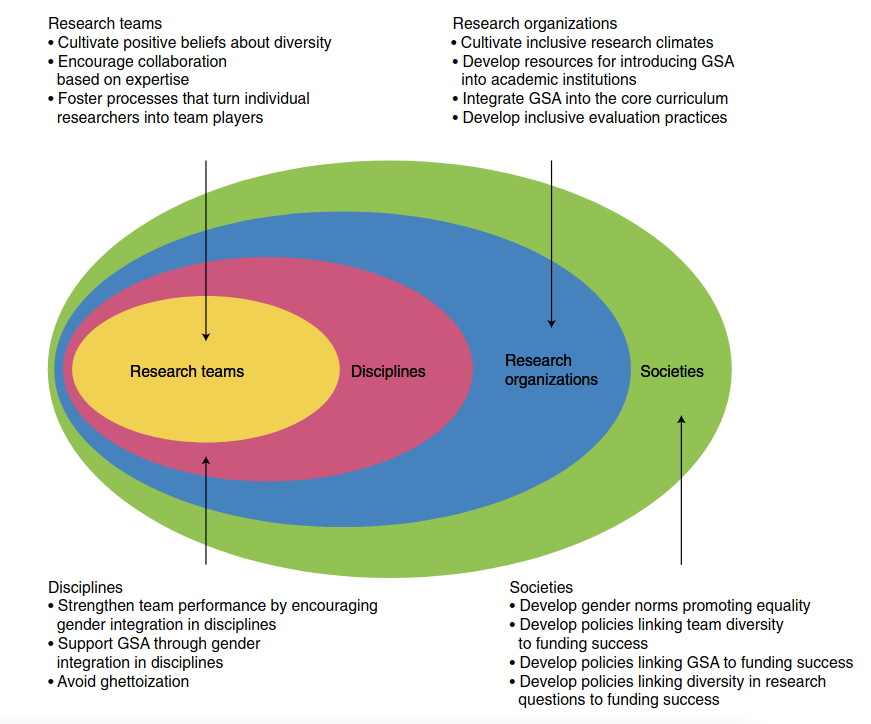 Research teams
• Cultivate positive beliefs about diversity
• Encourage collaboration
based on expertise
• Foster processes that turn individual
researchers into team players
Research organizations
• Cultivate inclusive research climates
• Develop resources for introducing GSA
into academic institutions
• Integrate GSA into the core curriculum
• Develop inclusive evaluation practices
Research teams
Disciplines
Research
organizations
Societies
Disciplines
• Strengthen team performance by encouraging
gender integration in disciplines
• Support GSA through gender
integration in disciplines
• Avoid ghettoization
Societies
• Develop gender norms promoting equality
• Develop policies linking team diversity
to funding success
• Develop policies linking GSA to funding success
• Develop policies linking diversity in research
questions to funding success